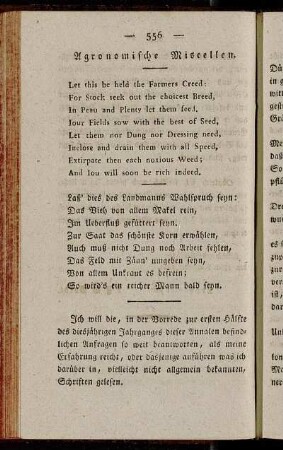 — 556 —
Agronomische Miscellen.
Let this be held the Farmers Creed:
For Stock seek out the choicest Breed,
In Peau and Plenty let them feed,
Iour Fields sow with the best of Seed,
Let them nor Dung nor Dressing need,
Inclose and drain them with all Speed,
Extirpate then each noxious Weed;
And Iou will soon be rich indeed.
Laß' dies des Landmanns Wahlspruch seyn:
Das Vieh von allem Makel rein,
Im Ueberfluß gefüttert seyn;
Zur Saat das schönste Korn erwählen,
Auch muß nicht Dung noch Arbeit fehlen,
Das Feld mit Zäun' umgeben seyn,
Von allem Unkraut es befrein;
So wird's ein reicher Mann bald seyn.
Ich will die, in der Vorrede zur ersten Hälfte
des diesjährigen Jahrganges dieser Annalen befind-
lichen Anfragen so weit beantworten, als meine
Erfahrung reicht, oder dasjenige anführen was ich
darüber in, vielleicht nicht allgemein bekannten,
Schriften gelesen.